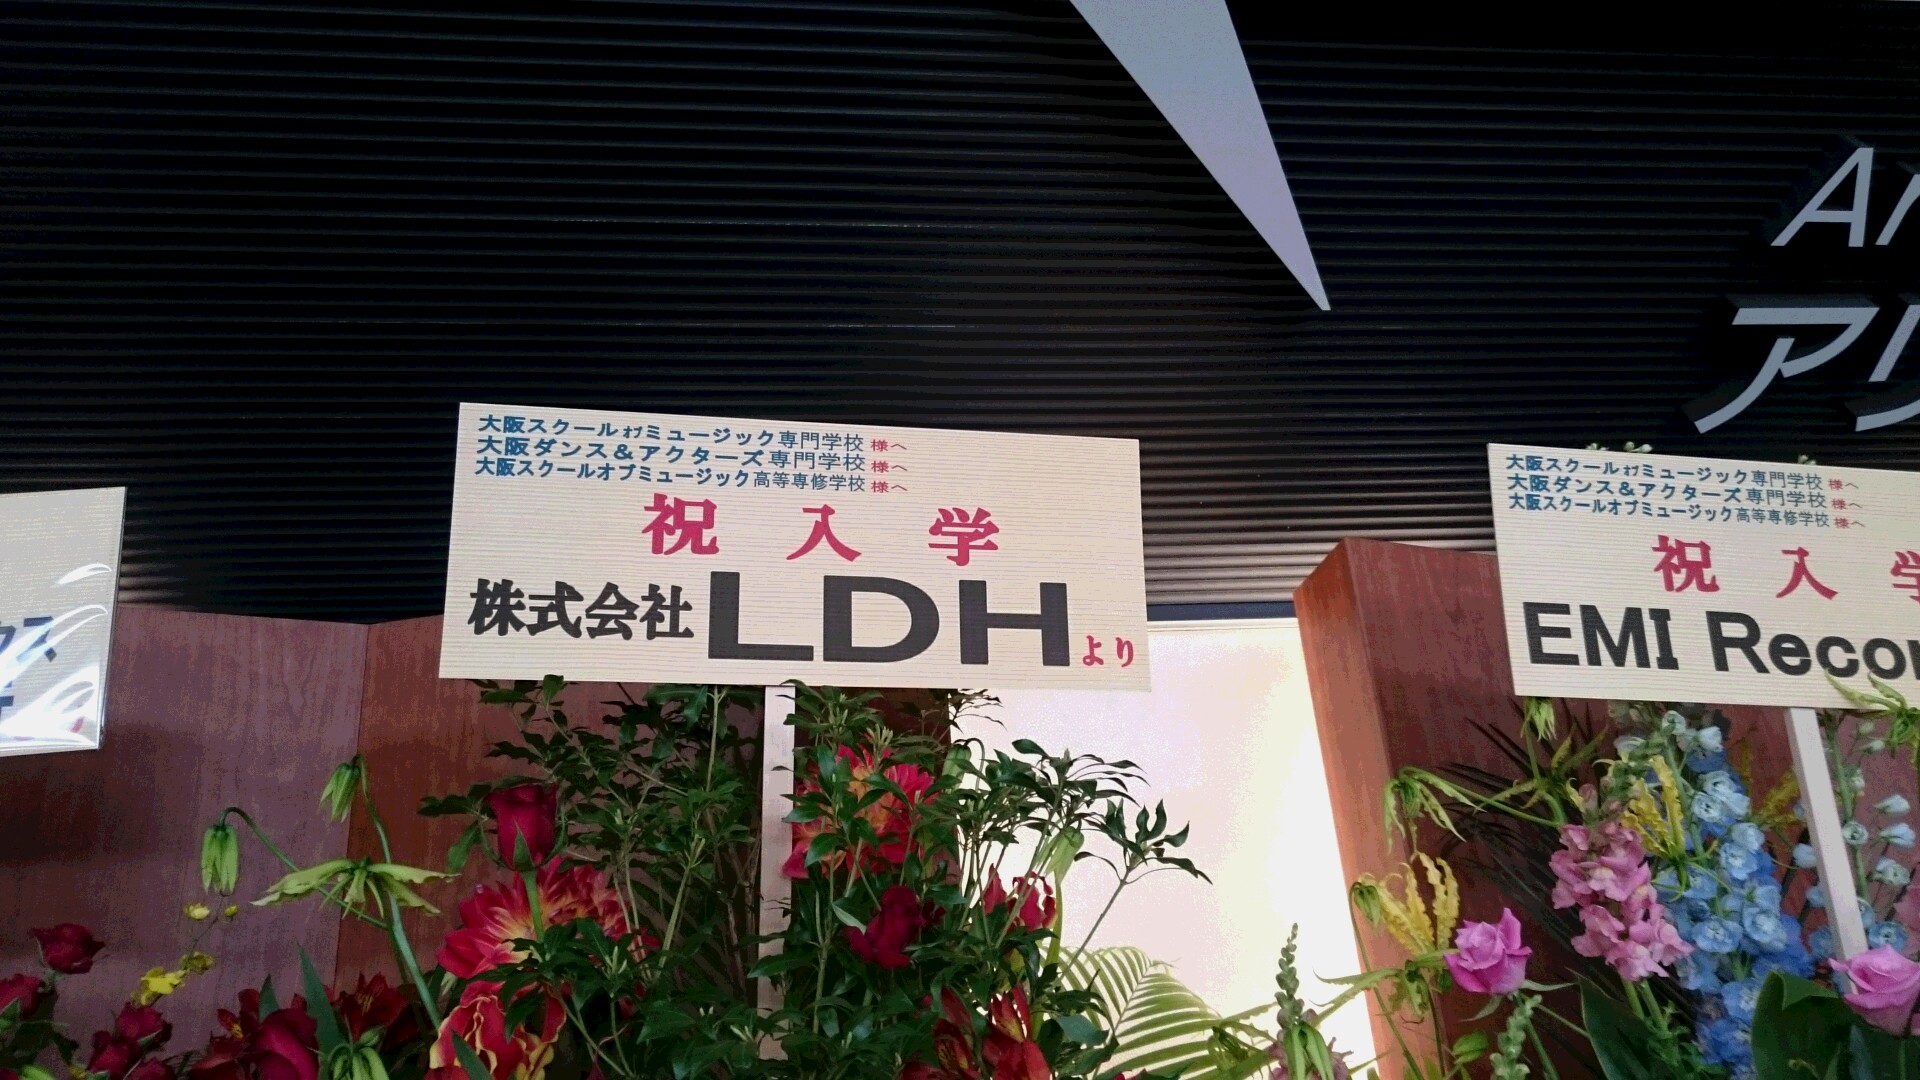 大阪スクールオブミュージック専門学校 様へ
大阪ダンス&アクターズ専門学校 様へ
大阪スクールオブミュージック高等専修学校 様へ
祝 入 学
株式会社LDHより
大阪スクールオブミュージック専門学校 様へ
大阪ダンス&アクターズ専門学校 様へ
大阪スクールオブミュージック高等専修学校 様へ
祝 入 学
EMI Recor
ア